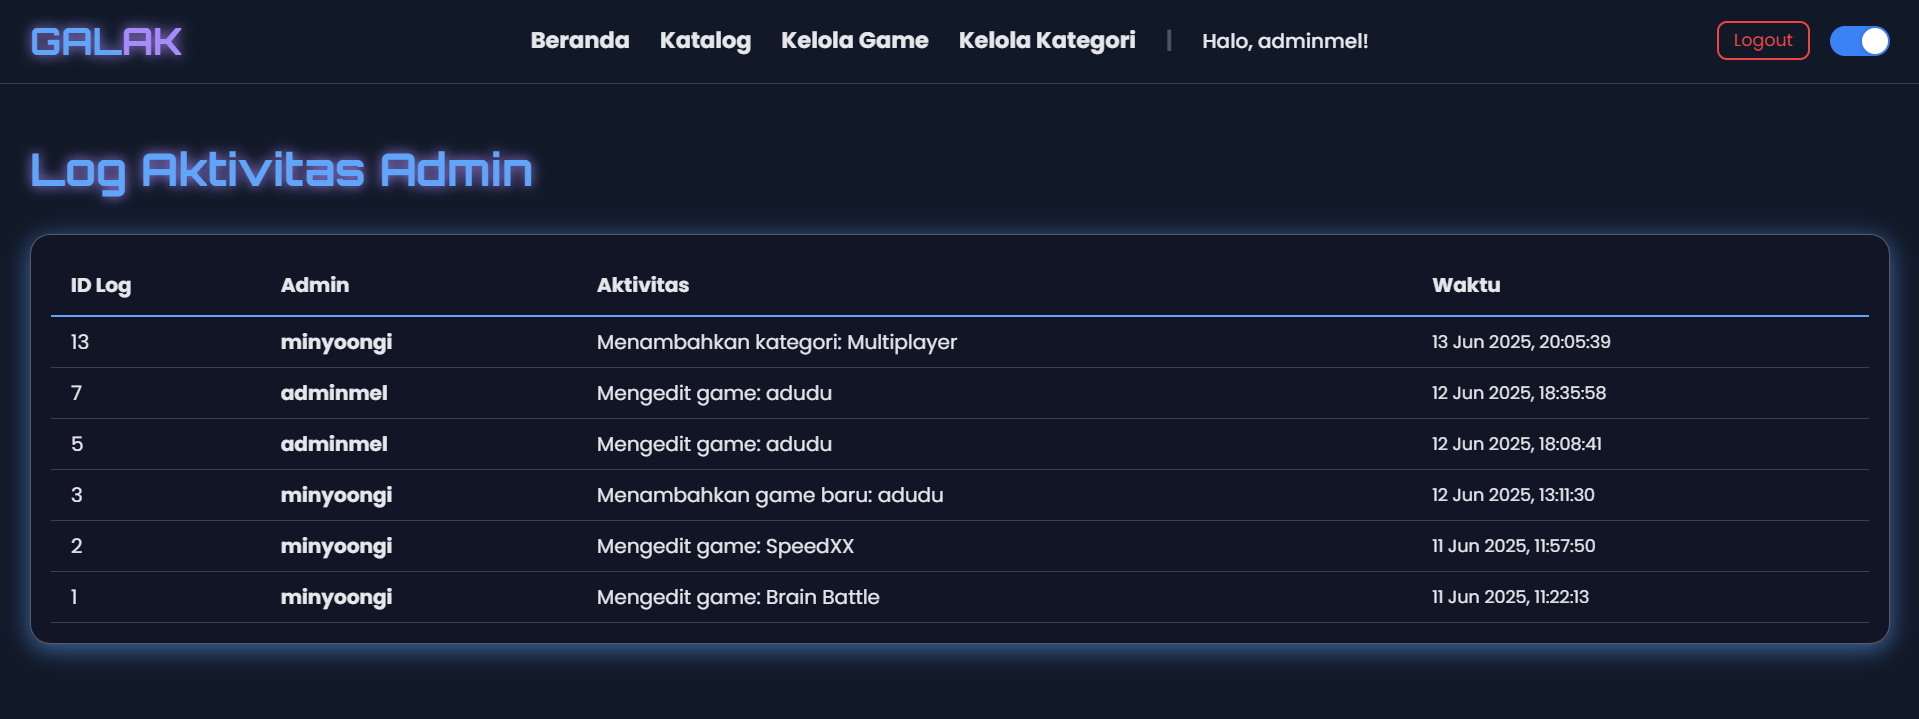 GALAK
Beranda Katalog Kelola Game Kelola Kategori | Halo, adminmel! Logout
Log Aktivitas Admin
ID Log Admin Aktivitas Waktu
13 minyoongi Menambahkan kategori: Multiplayer 13 Jun 2025, 20:05:39
7 adminmel Mengedit game: adudu 12 Jun 2025, 18:35:58
5 adminmel Mengedit game: adudu 12 Jun 2025, 18:08:41
3 minyoongi Menambahkan game baru: adudu 12 Jun 2025, 13:11:30
2 minyoongi Mengedit game: SpeedXX 11 Jun 2025, 11:57:50
1 minyoongi Mengedit game: Brain Battle 11 Jun 2025, 11:22:13